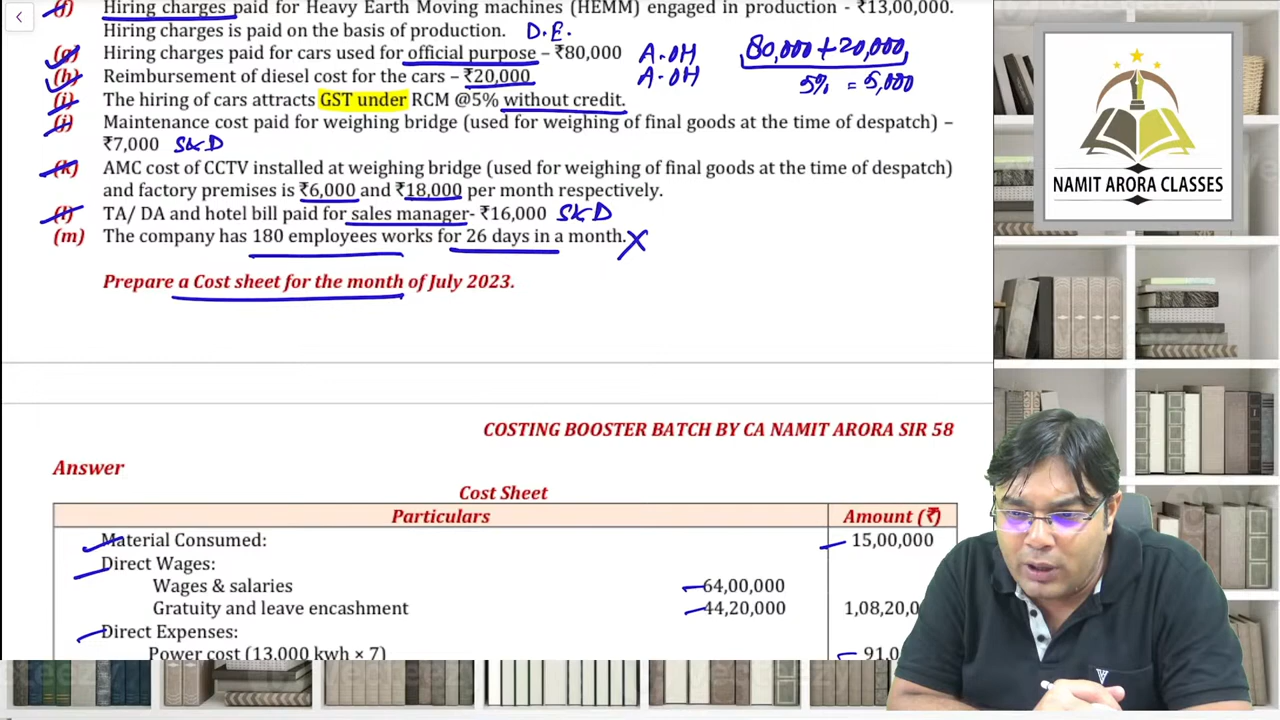 (f) Hiring charges paid for Heavy Earth Moving machines (HEMM) engaged in production - ₹13,00,000.
Hiring charges is paid on the basis of production. D.E.
(g) Hiring charges paid for cars used for official purpose – ₹80,000 A.OH 80,000+20,000
(h) Reimbursement of diesel cost for the cars – ₹20,000 A.OH 5% = 5,000
(i) The hiring of cars attracts GST under RCM @5% without credit.
(j) Maintenance cost paid for weighing bridge (used for weighing of final goods at the time of despatch) –
₹7,000 S&D
(k) AMC cost of CCTV installed at weighing bridge (used for weighing of final goods at the time of despatch)
and factory premises is ₹6,000 and ₹18,000 per month respectively.
(l) TA/ DA and hotel bill paid for sales manager- ₹16,000 S&D
(m) The company has 180 employees works for 26 days in a month. X
Prepare a Cost sheet for the month of July 2023.
NAMIT ARORA CLASSES
COSTING BOOSTER BATCH BY CA NAMIT ARORA SIR 58
Answer
Cost Sheet
Particulars Amount (₹)
Material Consumed: 15,00,000
Direct Wages:
Wages & salaries 64,00,000
Gratuity and leave encashment 44,20,000 1,08,20,0
Direct Expenses:
Power cost (13,000 kwh × 7) 91,0